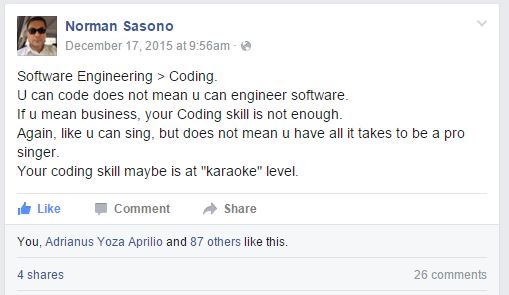 Norman Sasono
December 17, 2015 at 9:56am ·
Software Engineering > Coding.
U can code does not mean u can engineer software.
If u mean business, your Coding skill is not enough.
Again, like u can sing, but does not mean u have all it takes to be a pro
singer.
Your coding skill maybe is at "karaoke" level.
Like Comment Share
You, Adrianus Yoza Aprilio and 87 others like this.
4 shares 26 comments